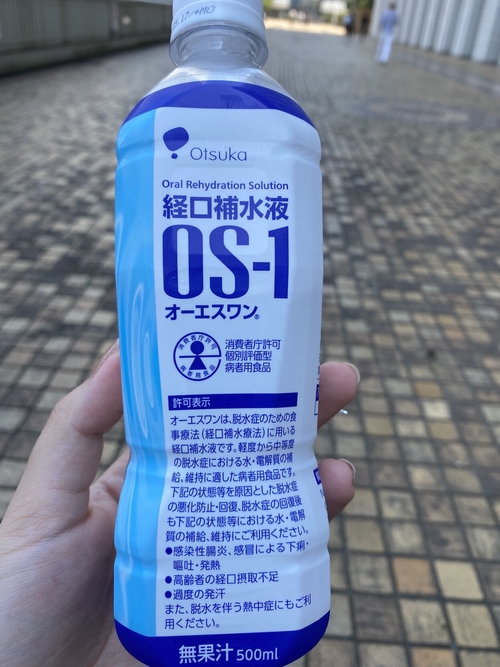 Otsuka
Oral Rehydration Solution
経口補水液
OS-1
オーエスワン®
消費者庁許可
病者用食品
消費者庁許可
個別評価型
病者用食品
許可表示
オーエスワンは、脱水症のための食
事療法(経口補水療法)に用いる
経口補水液です。軽度から中等度
の脱水症における水・電解質の補
給、維持に適した病者用食品です。
下記の状態等を原因とした脱水症
の悪化防止・回復、脱水症の回復後
も下記の状態等における水・電解
質の補給、維持にご利用ください。
●感染性腸炎、感冒による下痢・
嘔吐・発熱
●高齢者の経口摂取不足
●過度の発汗
また、脱水を伴う熱中症にもご利
用ください。
無果汁 500ml